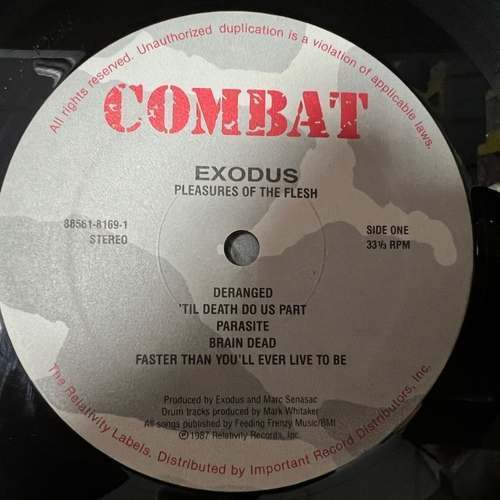 All rights reserved. Unauthorized duplication is a violation of applicable laws.
COMBAT
EXODUS
PLEASURES OF THE FLESH
88561-8169-1
STEREO
SIDE ONE
33⅓ RPM
DERANGED
'TIL DEATH DO US PART
PARASITE
BRAIN DEAD
FASTER THAN YOU'LL EVER LIVE TO BE
Produced by Exodus and Marc Senasac
Drum tracks produced by Mark Whitaker
All songs published by Feeding Frenzy Music/BMI
℗1987 Relativity Records, Inc.
The Relativity Labels. Distributed by Important Record Distributors, Inc.